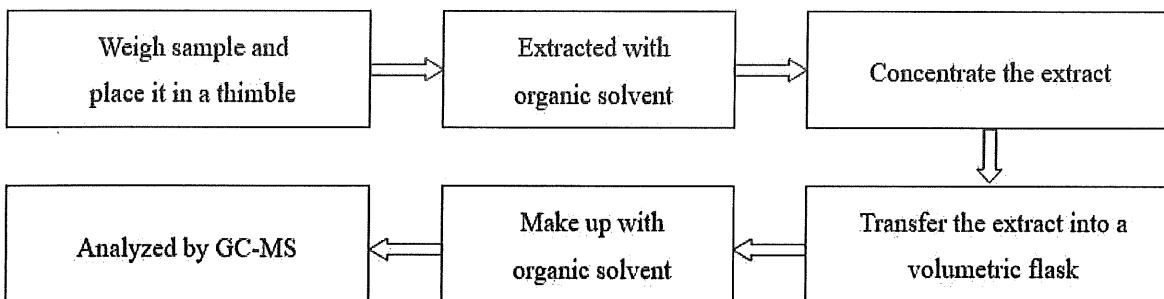 Weigh sample and
place it in a thimble
Extracted with
organic solvent
Concentrate the extract
Transfer the extract into a
volumetric flask
Make up with
organic solvent
Analyzed by GC-MS